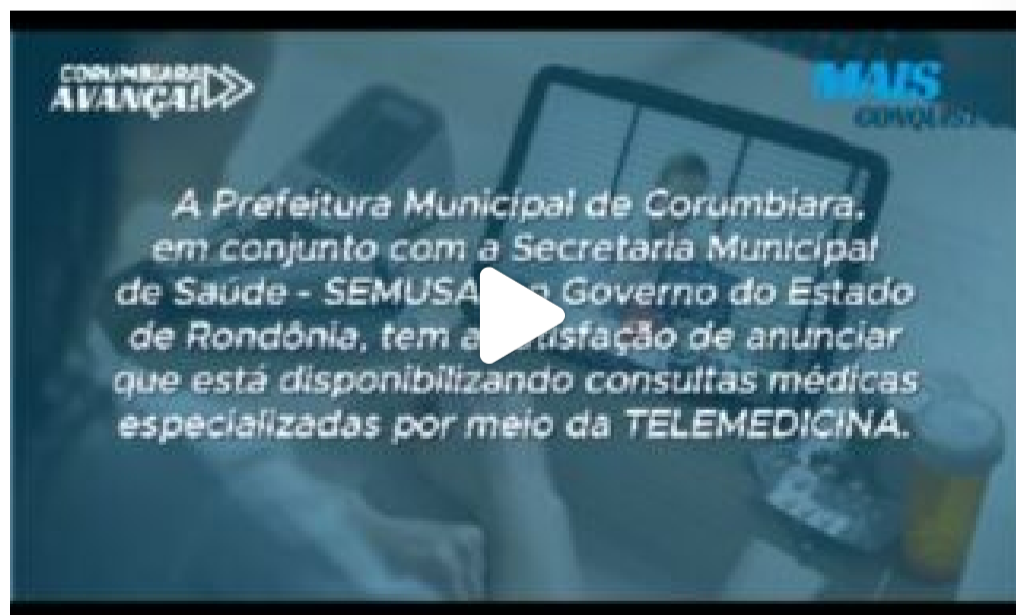 CORUMBIARA
AVANÇA!
MAIS
A Prefeitura Municipal de Corumbiara,
em conjunto com a Secretaria Municipal
de Saúde - SEMUSA Governo do Estado
de Rondônia, tem a de anunciar
que está disponibilizando consultas médicas
especializadas por meio da TELEMEDICINA.